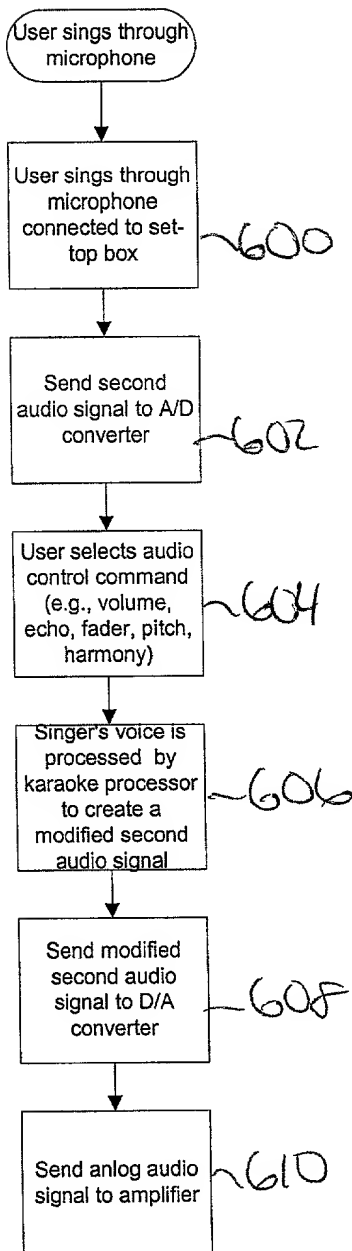 User sings through
microphone
User sings through
microphone
connected to set-
top box
600
Send second
audio signal to A/D
converter
602
User selects audio
control command
(e.g., volume,
echo, fader, pitch,
harmony)
604
Singer's voice is
processed by
karaoke processor
to create a
modified second
audio signal
606
Send modified
second audio
signal to D/A
converter
608
Send anlog audio
signal to amplifier
610